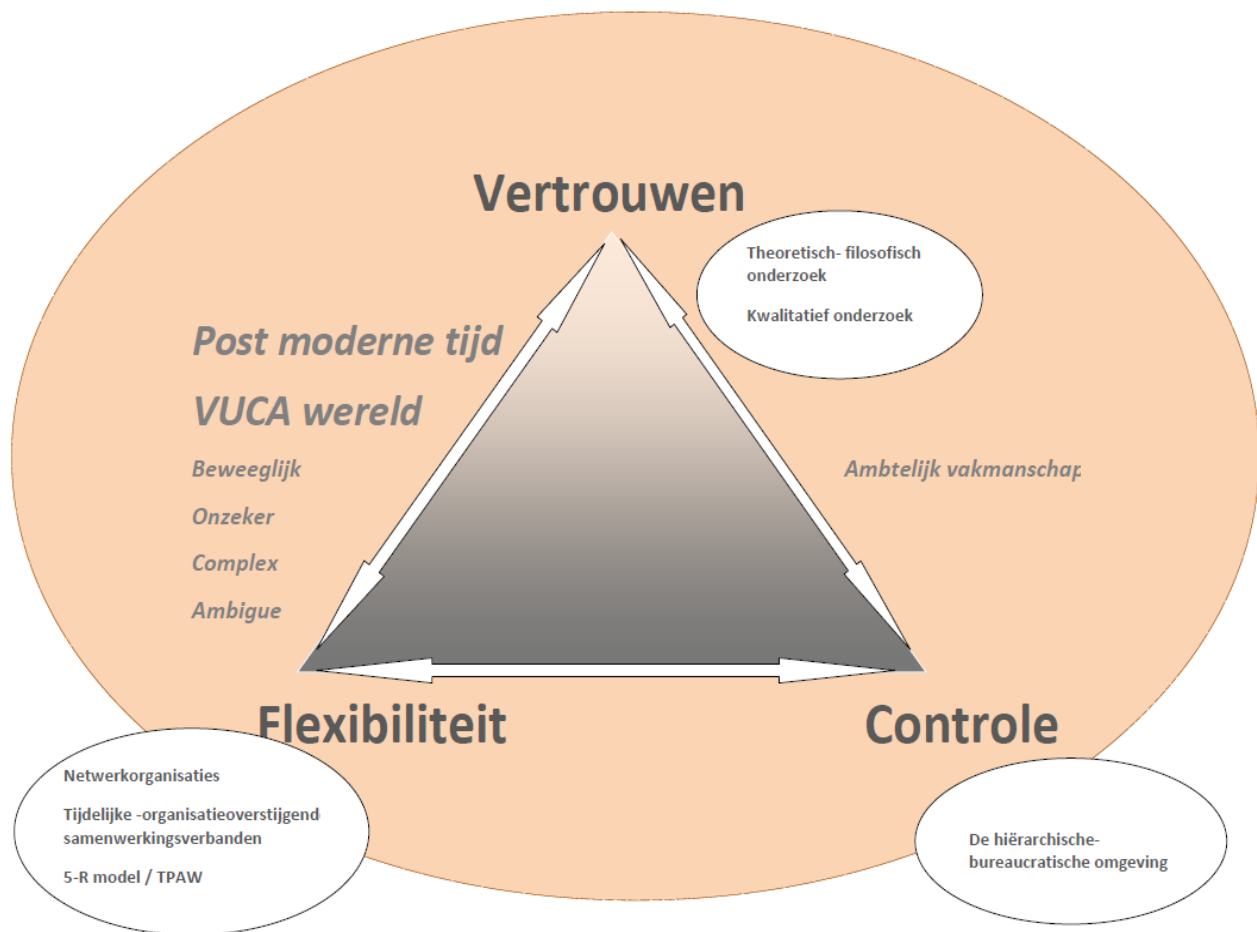 Vertrouwen
Theoretisch- filosofisch
onderzoek
Kwalitatief onderzoek
Post moderne tijd
VUCA wereld
Beweeglijk
Onzeker
Complex
Ambigue
Ambtelijk vakmanschap
Flexibiliteit
Controle
Netwerkorganisaties
Tijdelijke -organisatieoverstijgend
samenwerkingsverbanden
5-R model / TPAW
De hiërarchische-
bureaucratische omgeving